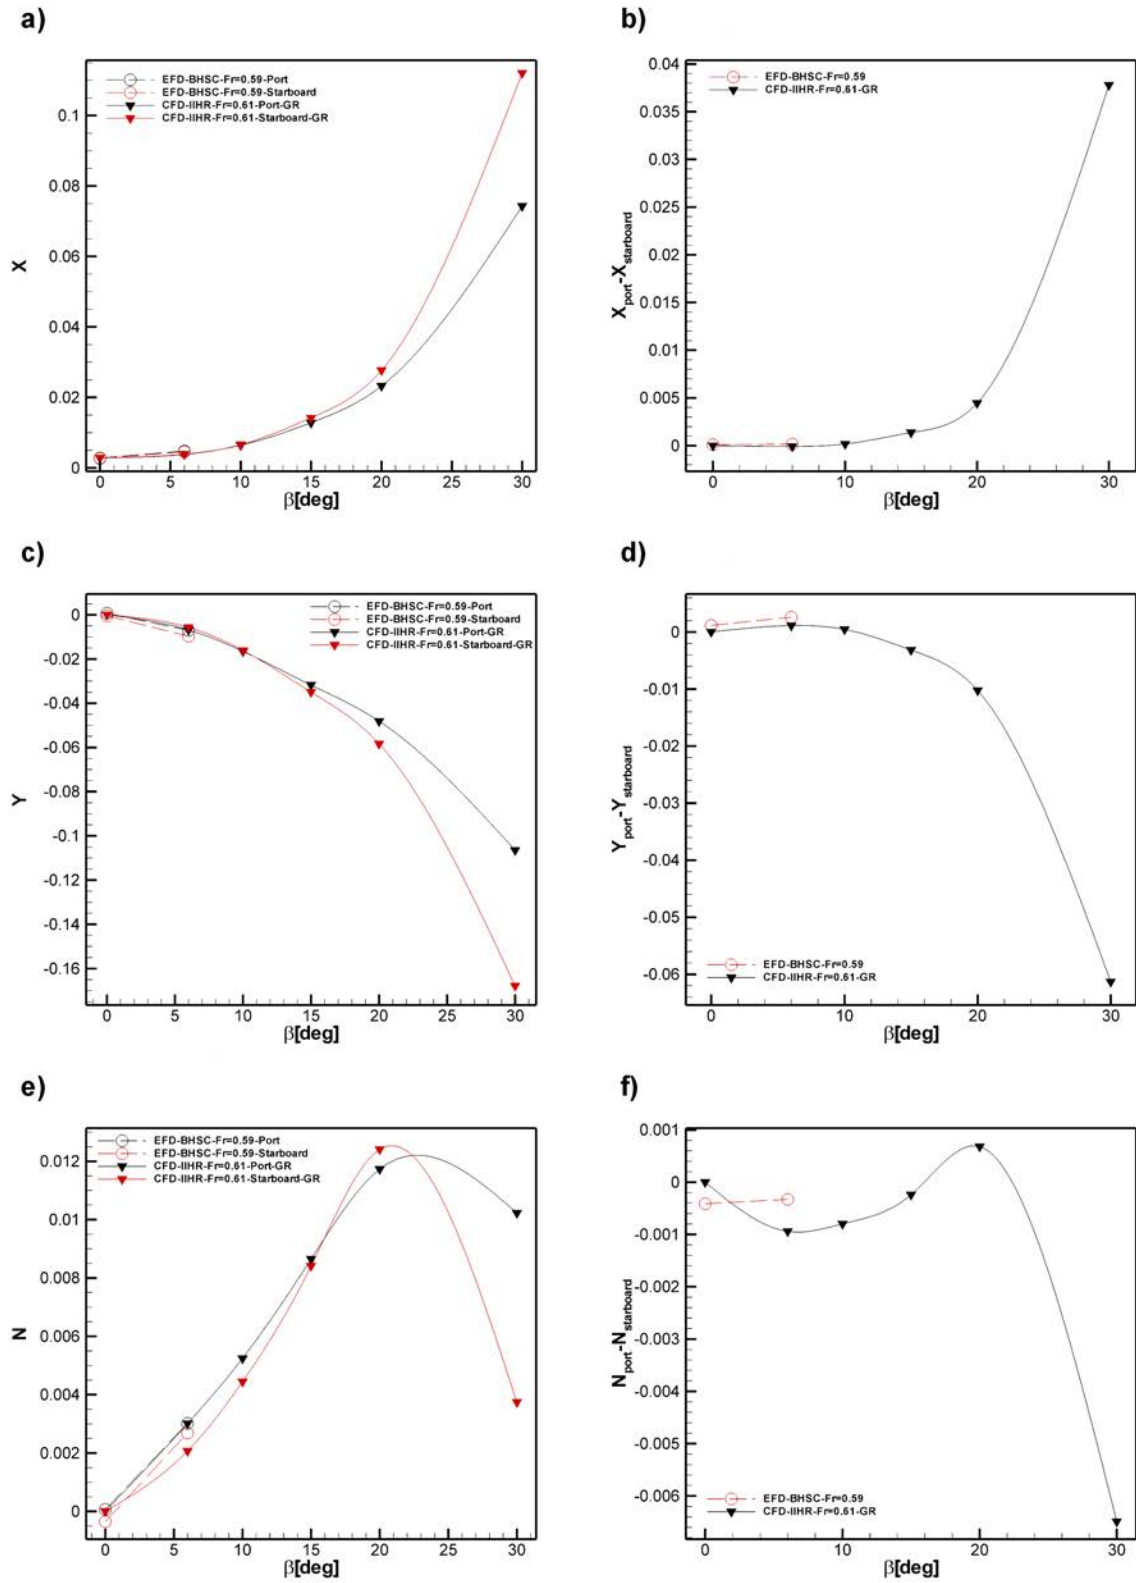 a)
EFD-BHSC-Fr=0.59-Port
EFD-BHSC-Fr=0.59-Starboard
CFD-IIHR-Fr=0.61-Port-GR
CFD-IIHR-Fr=0.61-Starboard-GR
0.1
0.08
0.06
0.04
0.02
0
X
0 5 10 15 20 25 30
β[deg]
b)
EFD-BHSC-Fr=0.59
CFD-IIHR-Fr=0.61-GR
0.04
0.035
0.03
0.025
0.02
0.015
0.01
0.005
0
Xport-Xstarboard
0 10 20 30
β[deg]
c)
EFD-BHSC-Fr=0.59-Port
EFD-BHSC-Fr=0.59-Starboard
CFD-IIHR-Fr=0.61-Port-GR
CFD-IIHR-Fr=0.61-Starboard-GR
0
-0.02
-0.04
-0.06
-0.08
-0.1
-0.12
-0.14
-0.16
Y
0 5 10 15 20 25 30
β[deg]
d)
0
-0.01
-0.02
-0.03
-0.04
-0.05
-0.06
Yport-Ystarboard
EFD-BHSC-Fr=0.59
CFD-IIHR-Fr=0.61-GR
0 10 20 30
β[deg]
e)
EFD-BHSC-Fr=0.59-Port
EFD-BHSC-Fr=0.59-Starboard
CFD-IIHR-Fr=0.61-Port-GR
CFD-IIHR-Fr=0.61-Starboard-GR
0.012
0.01
0.008
0.006
0.004
0.002
0
N
0 5 10 15 20 25 30
β[deg]
f)
0.001
0
-0.001
-0.002
-0.003
-0.004
-0.005
-0.006
Nport-Nstarboard
EFD-BHSC-Fr=0.59
CFD-IIHR-Fr=0.61-GR
0 10 20 30
β[deg]